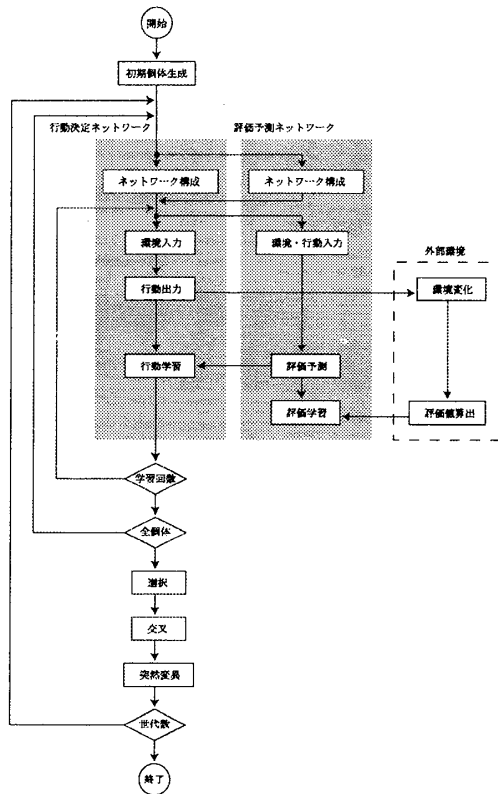 開始
初期個体生成
行動決定ネットワーク
評価予測ネットワーク
ネットワーク構成
ネットワーク構成
環境入力
環境・行動入力
外部環境
行動出力
環境変化
行動学習
評価予測
評価学習
評価値算出
学習回数
全個体
選択
交叉
突然変異
世代数
終了